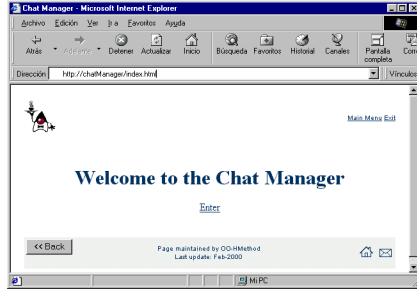 Chat Manager - Microsoft Internet Explorer
Archivo Edición Ver Ir a Favoritos Ayuda
Atrás Adelante Detener Actualizar Inicio Búsqueda Favoritos Historial Canales Pantalla completa
Dirección http://chatManager/index.html Vínculos
Main Menu Exit
Welcome to the Chat Manager
Enter
<< Back
Page maintained by OO-HMethod
Last update: Feb-2000
Mi PC